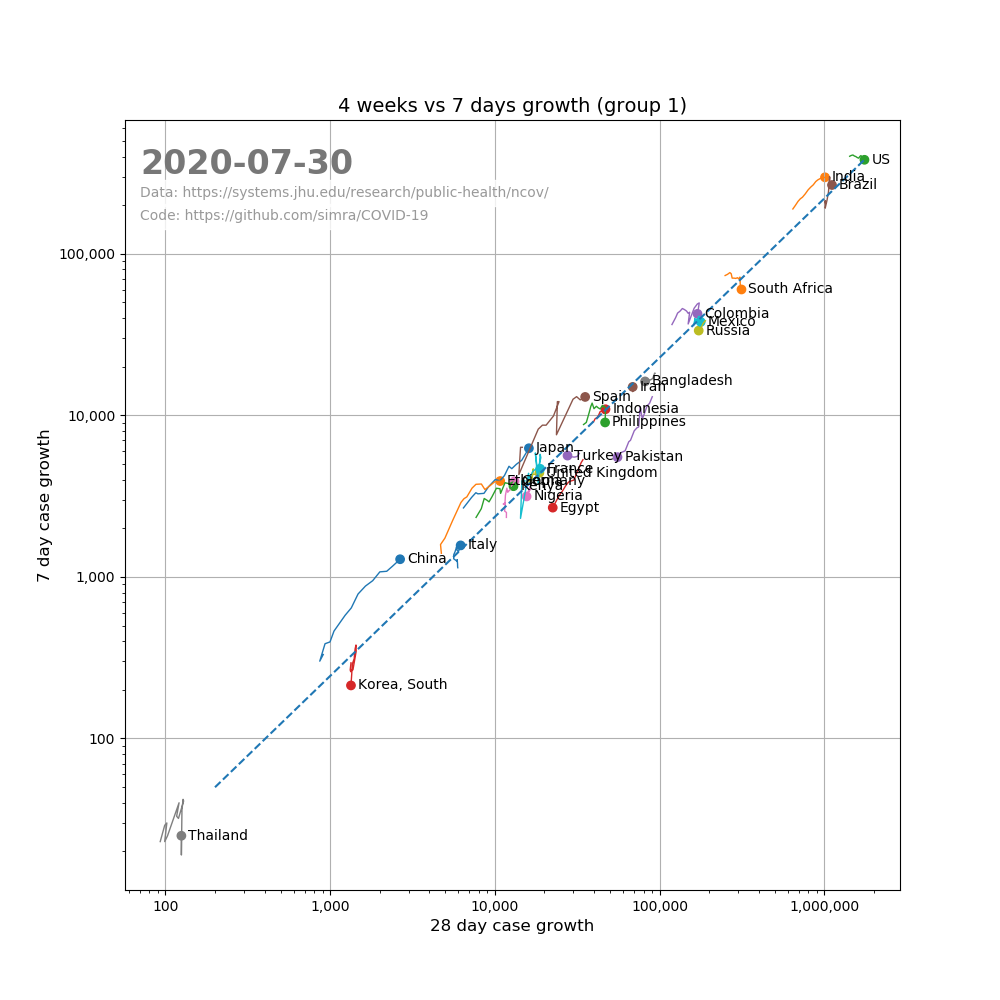 4 weeks vs 7 days growth (group 1)
2020-07-30
Data: https://systems.jhu.edu/research/public-health/ncov/
Code: https://github.com/simra/COVID-19
US
India
Brazil
100,000
South Africa
Colombia
Mexico
Russia
Bangladesh
Iran
Spain
10,000
Indonesia
Philippines
Japan
Turkey
Pakistan
France
United Kingdom
Ethiopia
Germany
Kenya
Nigeria
Egypt
Italy
China
1,000
Korea, South
100
Thailand
7 day case growth
100
1,000
10,000
100,000
1,000,000
28 day case growth